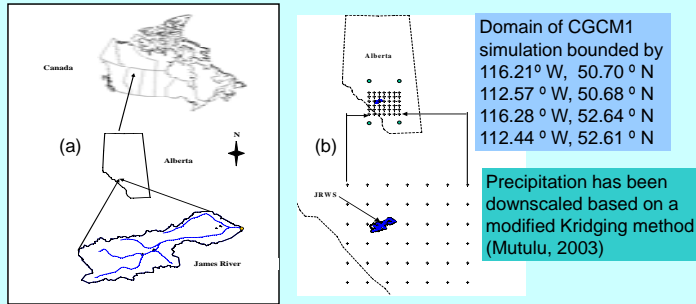 Canada
(a)
N
Alberta
James River
Alberta
(b)
JRWS
Domain of CGCM1
simulation bounded by
116.21º W, 50.70 º N
112.57 º W, 50.68 º N
116.28 º W, 52.64 º N
112.44 º W, 52.61 º N
Precipitation has been
downscaled based on a
modified Kridging method
(Mutulu, 2003)